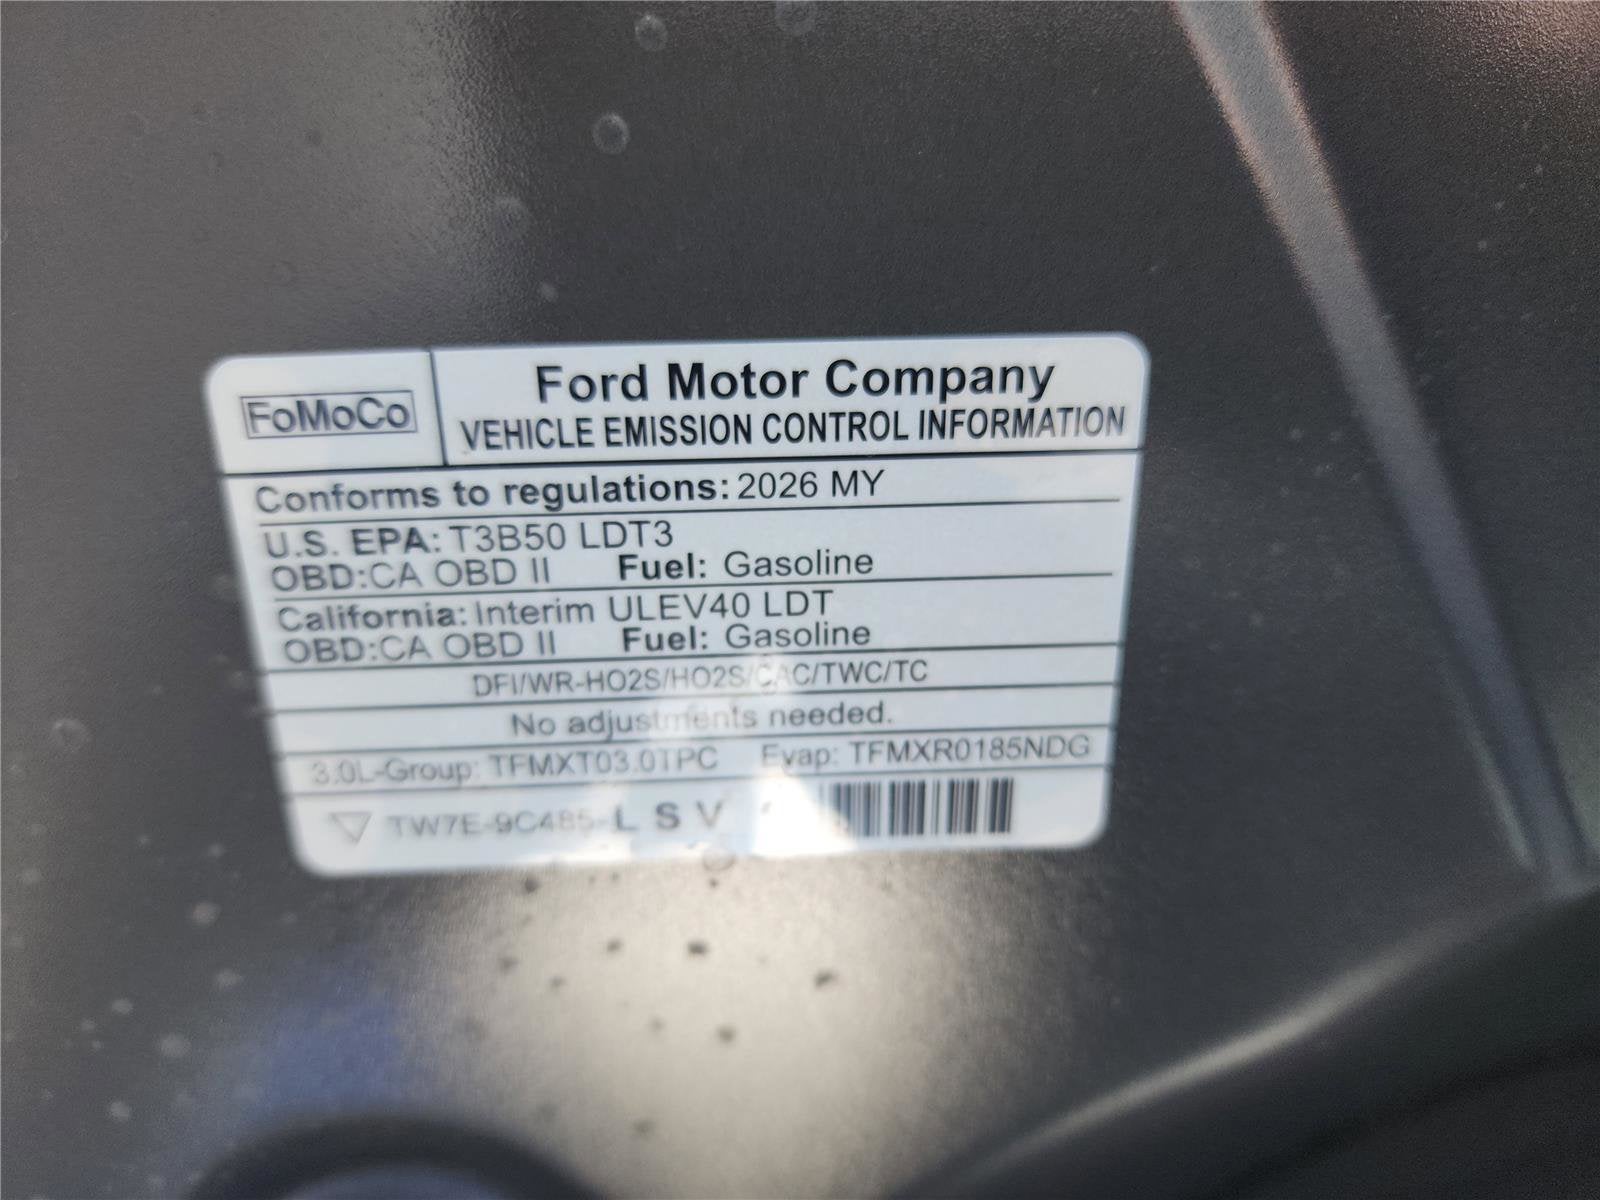 FoMoCo
Ford Motor Company
VEHICLE EMISSION CONTROL INFORMATION
Conforms to regulations: 2026 MY
U.S. EPA: T3B50 LDT3
OBD:CA OBD II Fuel: Gasoline
California: Interim ULEV40 LDT
OBD:CA OBD II Fuel: Gasoline
DFI/WR-HO2S/HO2S/CAC/TWC/TC
No adjustments needed.
3.0L-Group: TFMXT03.0TPC Evap: TFMXR0185NDG
TW7E-9C485-LSV